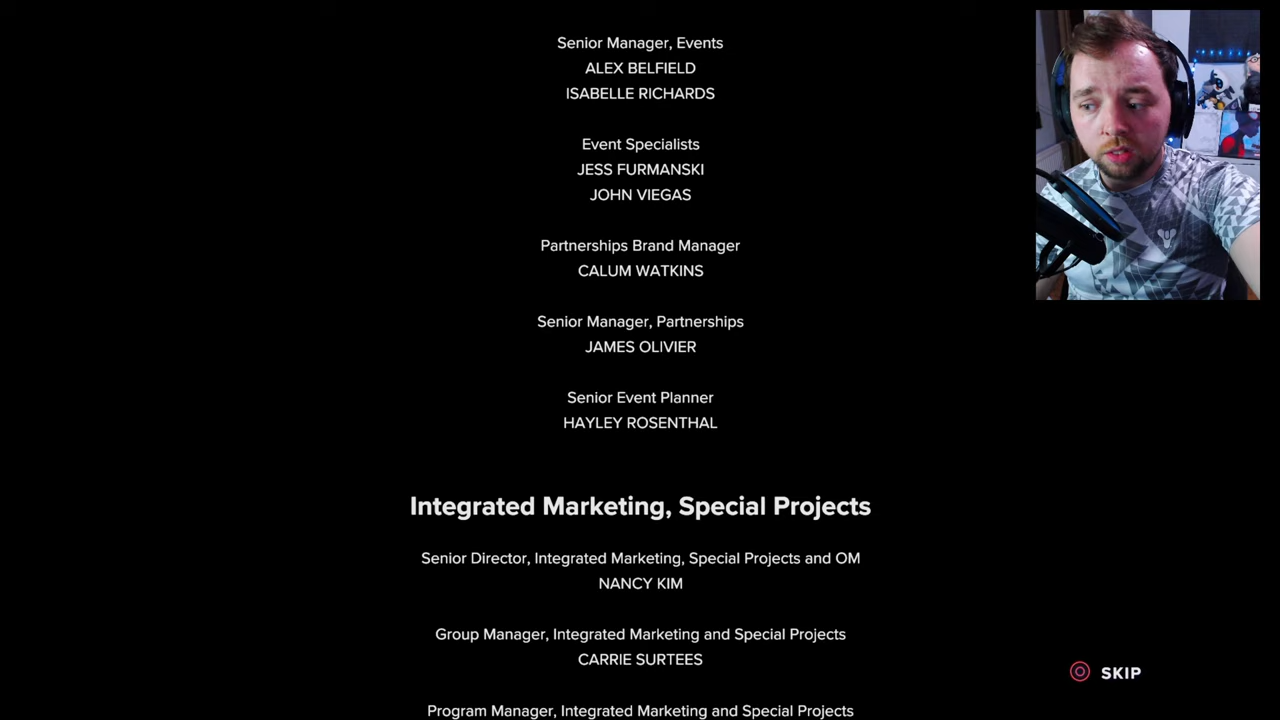 Senior Manager, Events
ALEX BELFIELD
ISABELLE RICHARDS
Event Specialists
JESS FURMANSKI
JOHN VIEGAS
Partnerships Brand Manager
CALUM WATKINS
Senior Manager, Partnerships
JAMES OLIVIER
Senior Event Planner
HAYLEY ROSENTHAL
Integrated Marketing, Special Projects
Senior Director, Integrated Marketing, Special Projects and OM
NANCY KIM
Group Manager, Integrated Marketing and Special Projects
CARRIE SURTEES
SKIP
Program Manager, Integrated Marketing and Special Projects